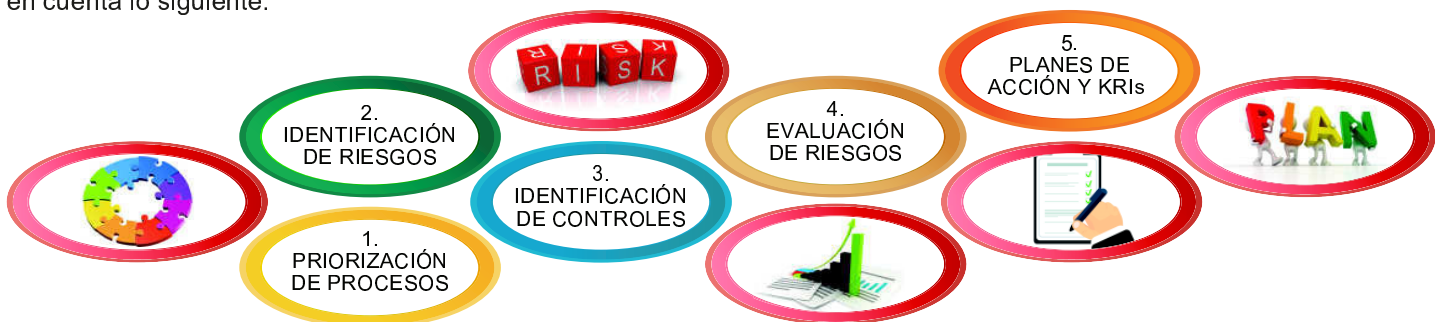 en cuenta lo siguiente:
1.
PRIORIZACIÓN
DE PROCESOS
2.
IDENTIFICACIÓN
DE RIESGOS
RISK
RISK
3.
IDENTIFICACIÓN
DE CONTROLES
4.
EVALUACIÓN
DE RIESGOS
5.
PLANES DE
ACCIÓN Y KRIs
PLAN